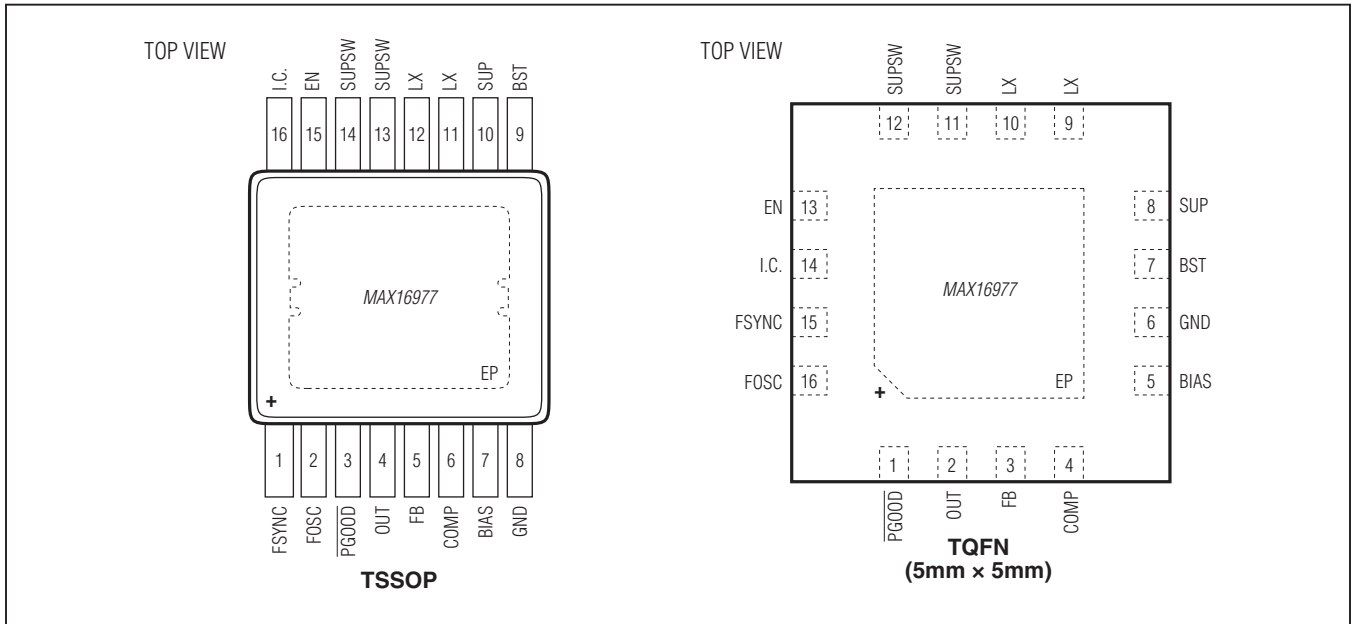 TOP VIEW
I.C.
EN
SUPSW
SUPSW
LX
LX
SUP
BST
16
15
14
13
12
11
10
9
MAX16977
EP
+
1
2
3
4
5
6
7
8
FSYNC
FOSC
PGOOD
OUT
FB
COMP
BIAS
GND
TSSOP
TOP VIEW
SUPSW
SUPSW
LX
LX
12
11
10
9
EN 13
I.C. 14
FSYNC 15
FOSC 16
8 SUP
7 BST
6 GND
5 BIAS
MAX16977
EP
+
1
2
3
4
PGOOD
OUT
FB
COMP
TQFN
(5mm × 5mm)